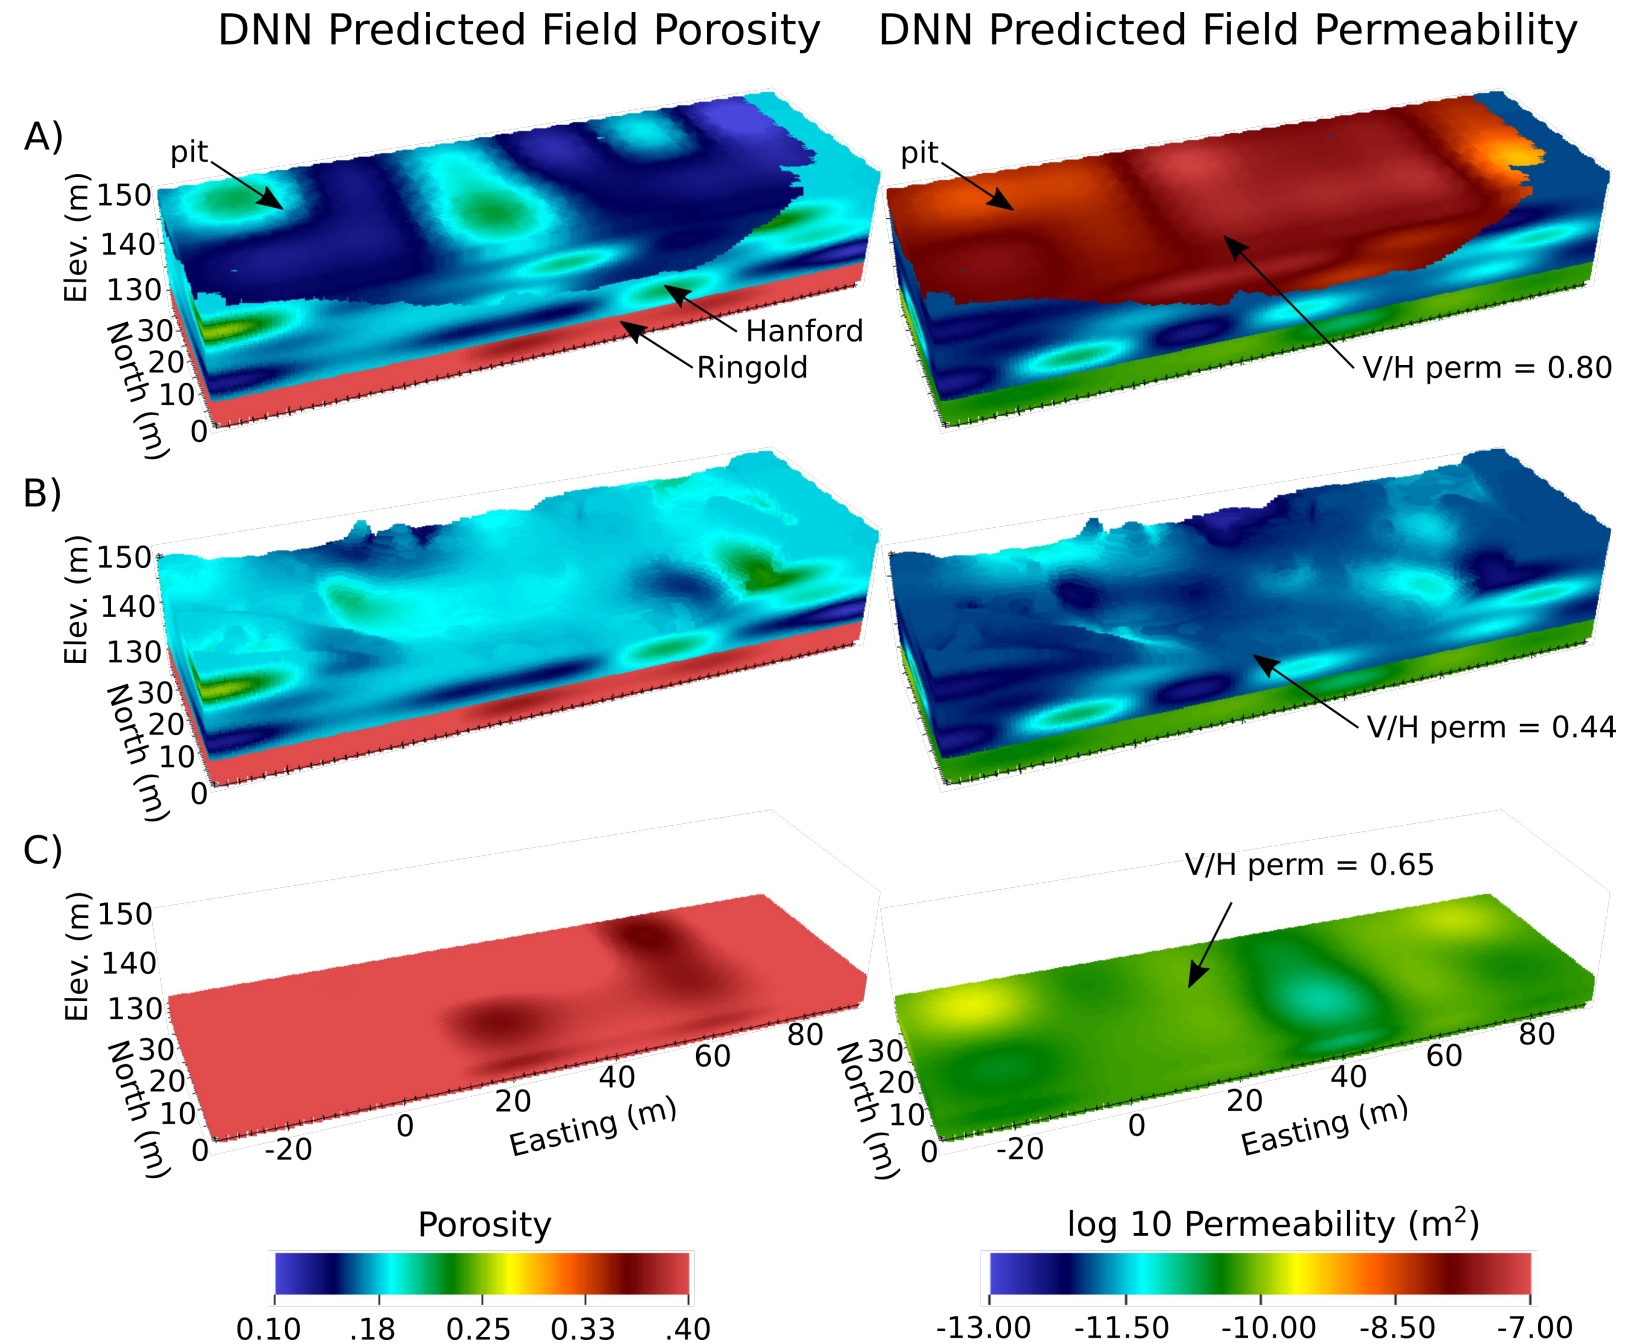 DNN Predicted Field Porosity
DNN Predicted Field Permeability
A)
pit
pit
Elev. (m)
150
140
130
North (m)
30
20
10
0
Hanford
Ringold
V/H perm = 0.80
B)
Elev. (m)
150
140
130
North (m)
30
20
10
0
V/H perm = 0.44
C)
V/H perm = 0.65
Elev. (m)
150
140
130
North (m)
30
20
10
0
-20
0
20
40
60
80
Easting (m)
North (m)
30
20
10
0
-20
0
20
40
60
80
Easting (m)
Porosity
0.10 .18 0.25 0.33 .40
log 10 Permeability (m²)
-13.00 -11.50 -10.00 -8.50 -7.00